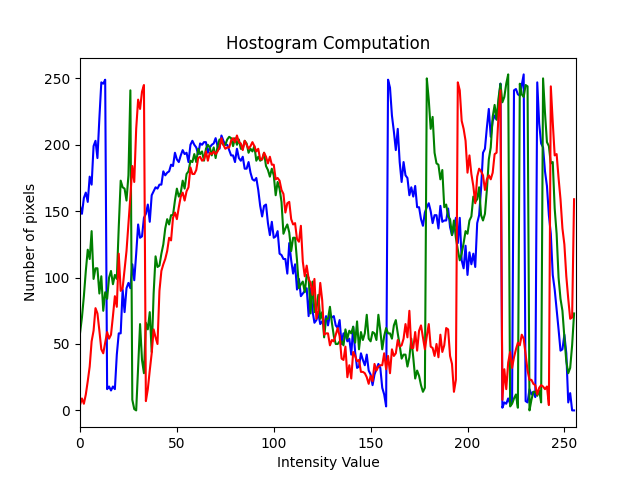 Hostogram Computation
250
200
150
100
50
0
Number of pixels
0 50 100 150 200 250
Intensity Value